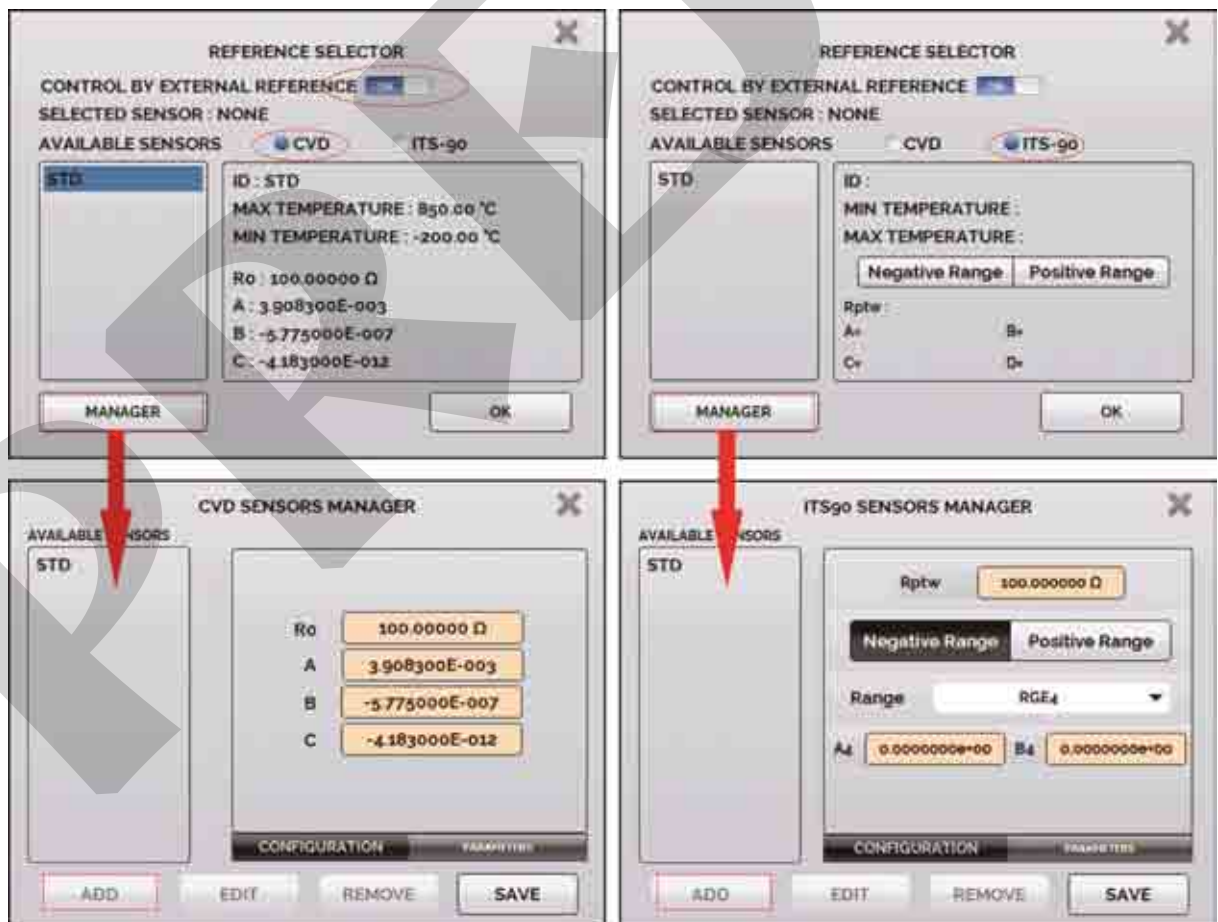 REFERENCE SELECTOR
CONTROL BY EXTERNAL REFERENCE
SELECTED SENSOR : NONE
AVAILABLE SENSORS CVD ITS-90
STD
ID : STD
MAX TEMPERATURE : 850.00 °C
MIN TEMPERATURE : -200.00 °C
Ro : 100.00000 Ω
A : 3.908300E-003
B : -5.775000E-007
C : -4.183000E-012
MANAGER OK
REFERENCE SELECTOR
CONTROL BY EXTERNAL REFERENCE
SELECTED SENSOR : NONE
AVAILABLE SENSORS CVD ITS-90
STD
ID :
MIN TEMPERATURE :
MAX TEMPERATURE :
Negative Range Positive Range
Rptw :
A= B=
C= D=
MANAGER OK
CVD SENSORS MANAGER
AVAILABLE
STD
Ro 100.00000 Ω
A 3.908300E-003
B -5.775000E-007
C -4.183000E-012
CONFIGURATION PARAMETERS
ADD EDIT REMOVE SAVE
ITS90 SENSORS MANAGER
AVAILABLE
STD
Rptw 100.000000 Ω
Negative Range Positive Range
Range RGE4
A4 0.0000000e+00 B4 0.0000000e+00
CONFIGURATION PARAMETERS
ADD EDIT REMOVE SAVE